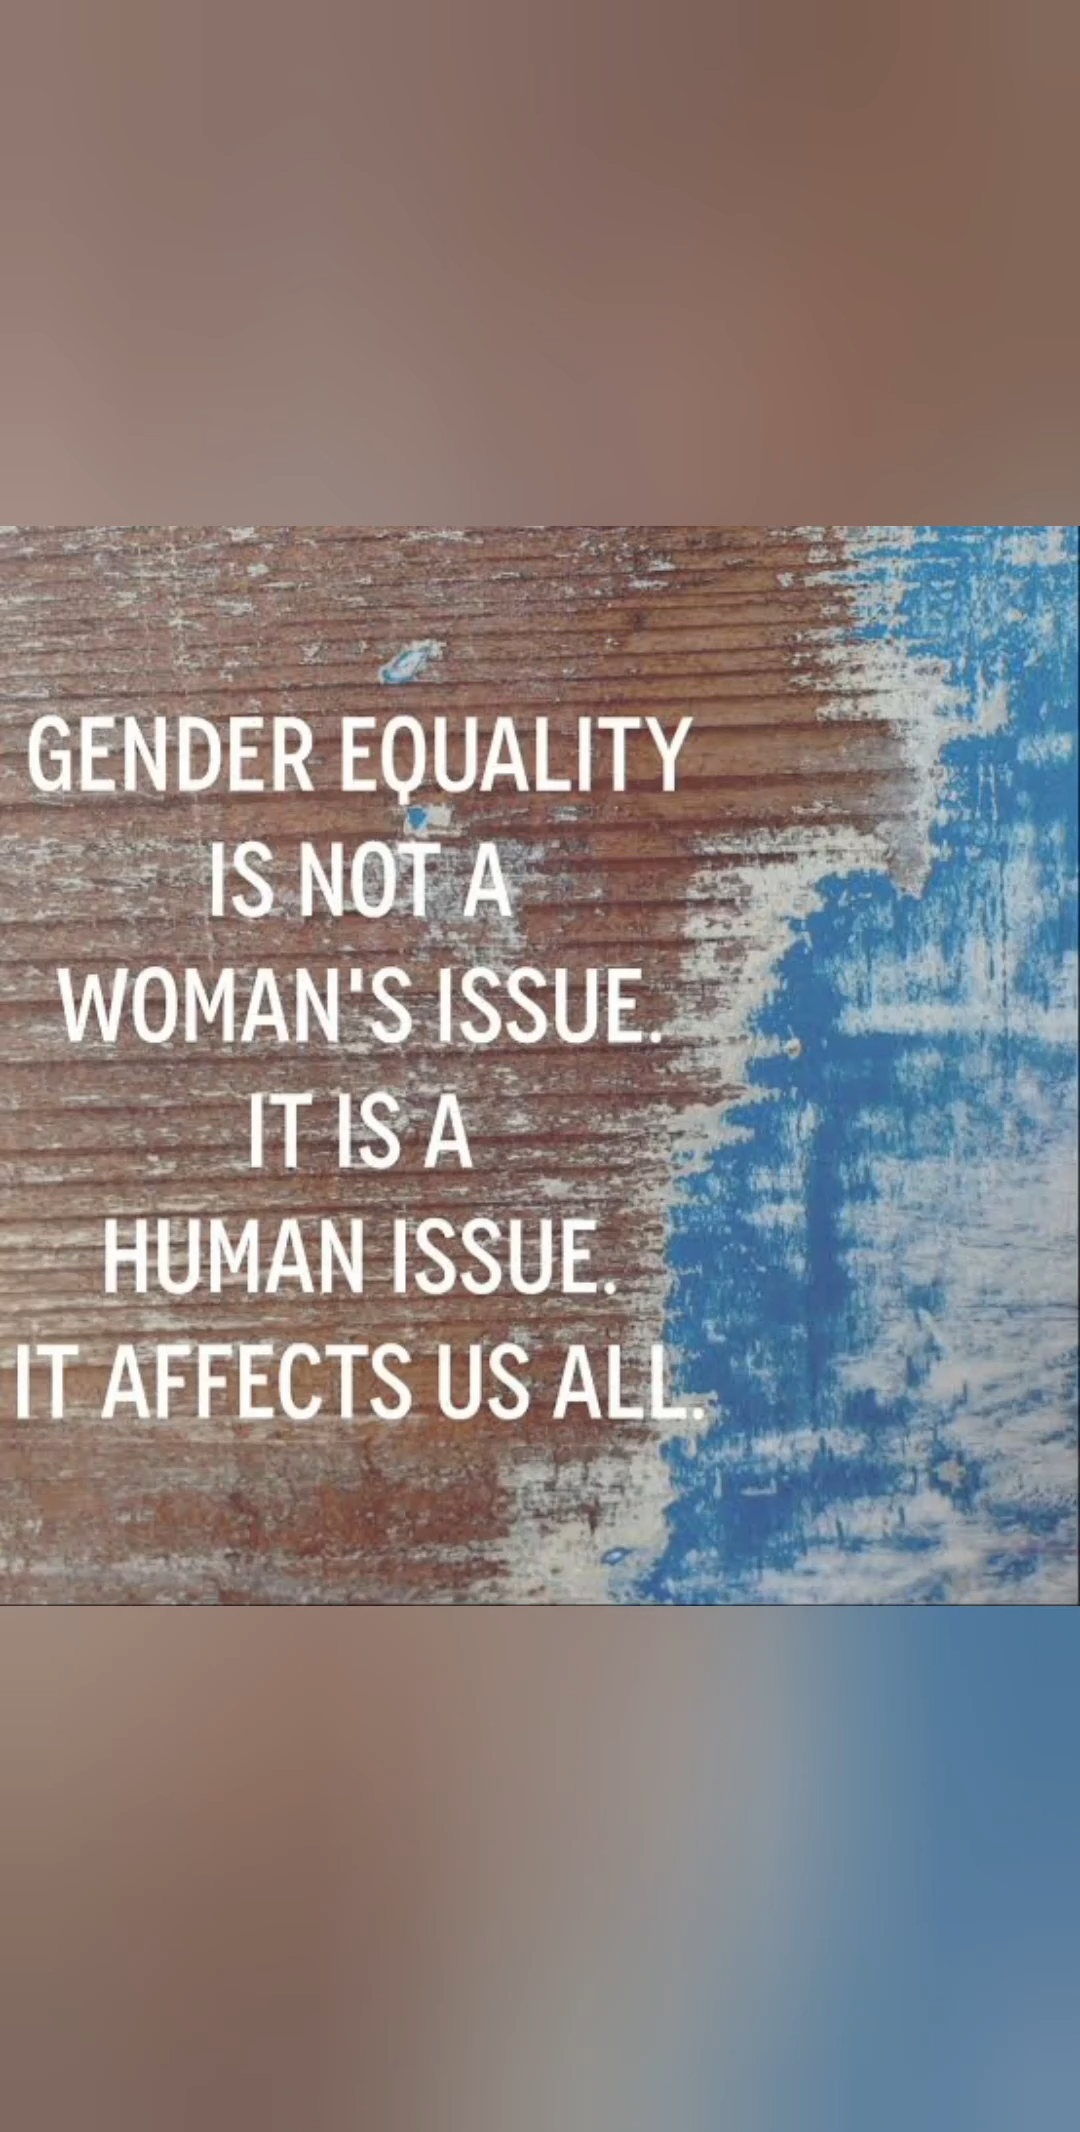 GENDER EQUALITY
IS NOT A
WOMAN'S ISSUE.
IT IS A
HUMAN ISSUE.
IT AFFECTS US ALL.